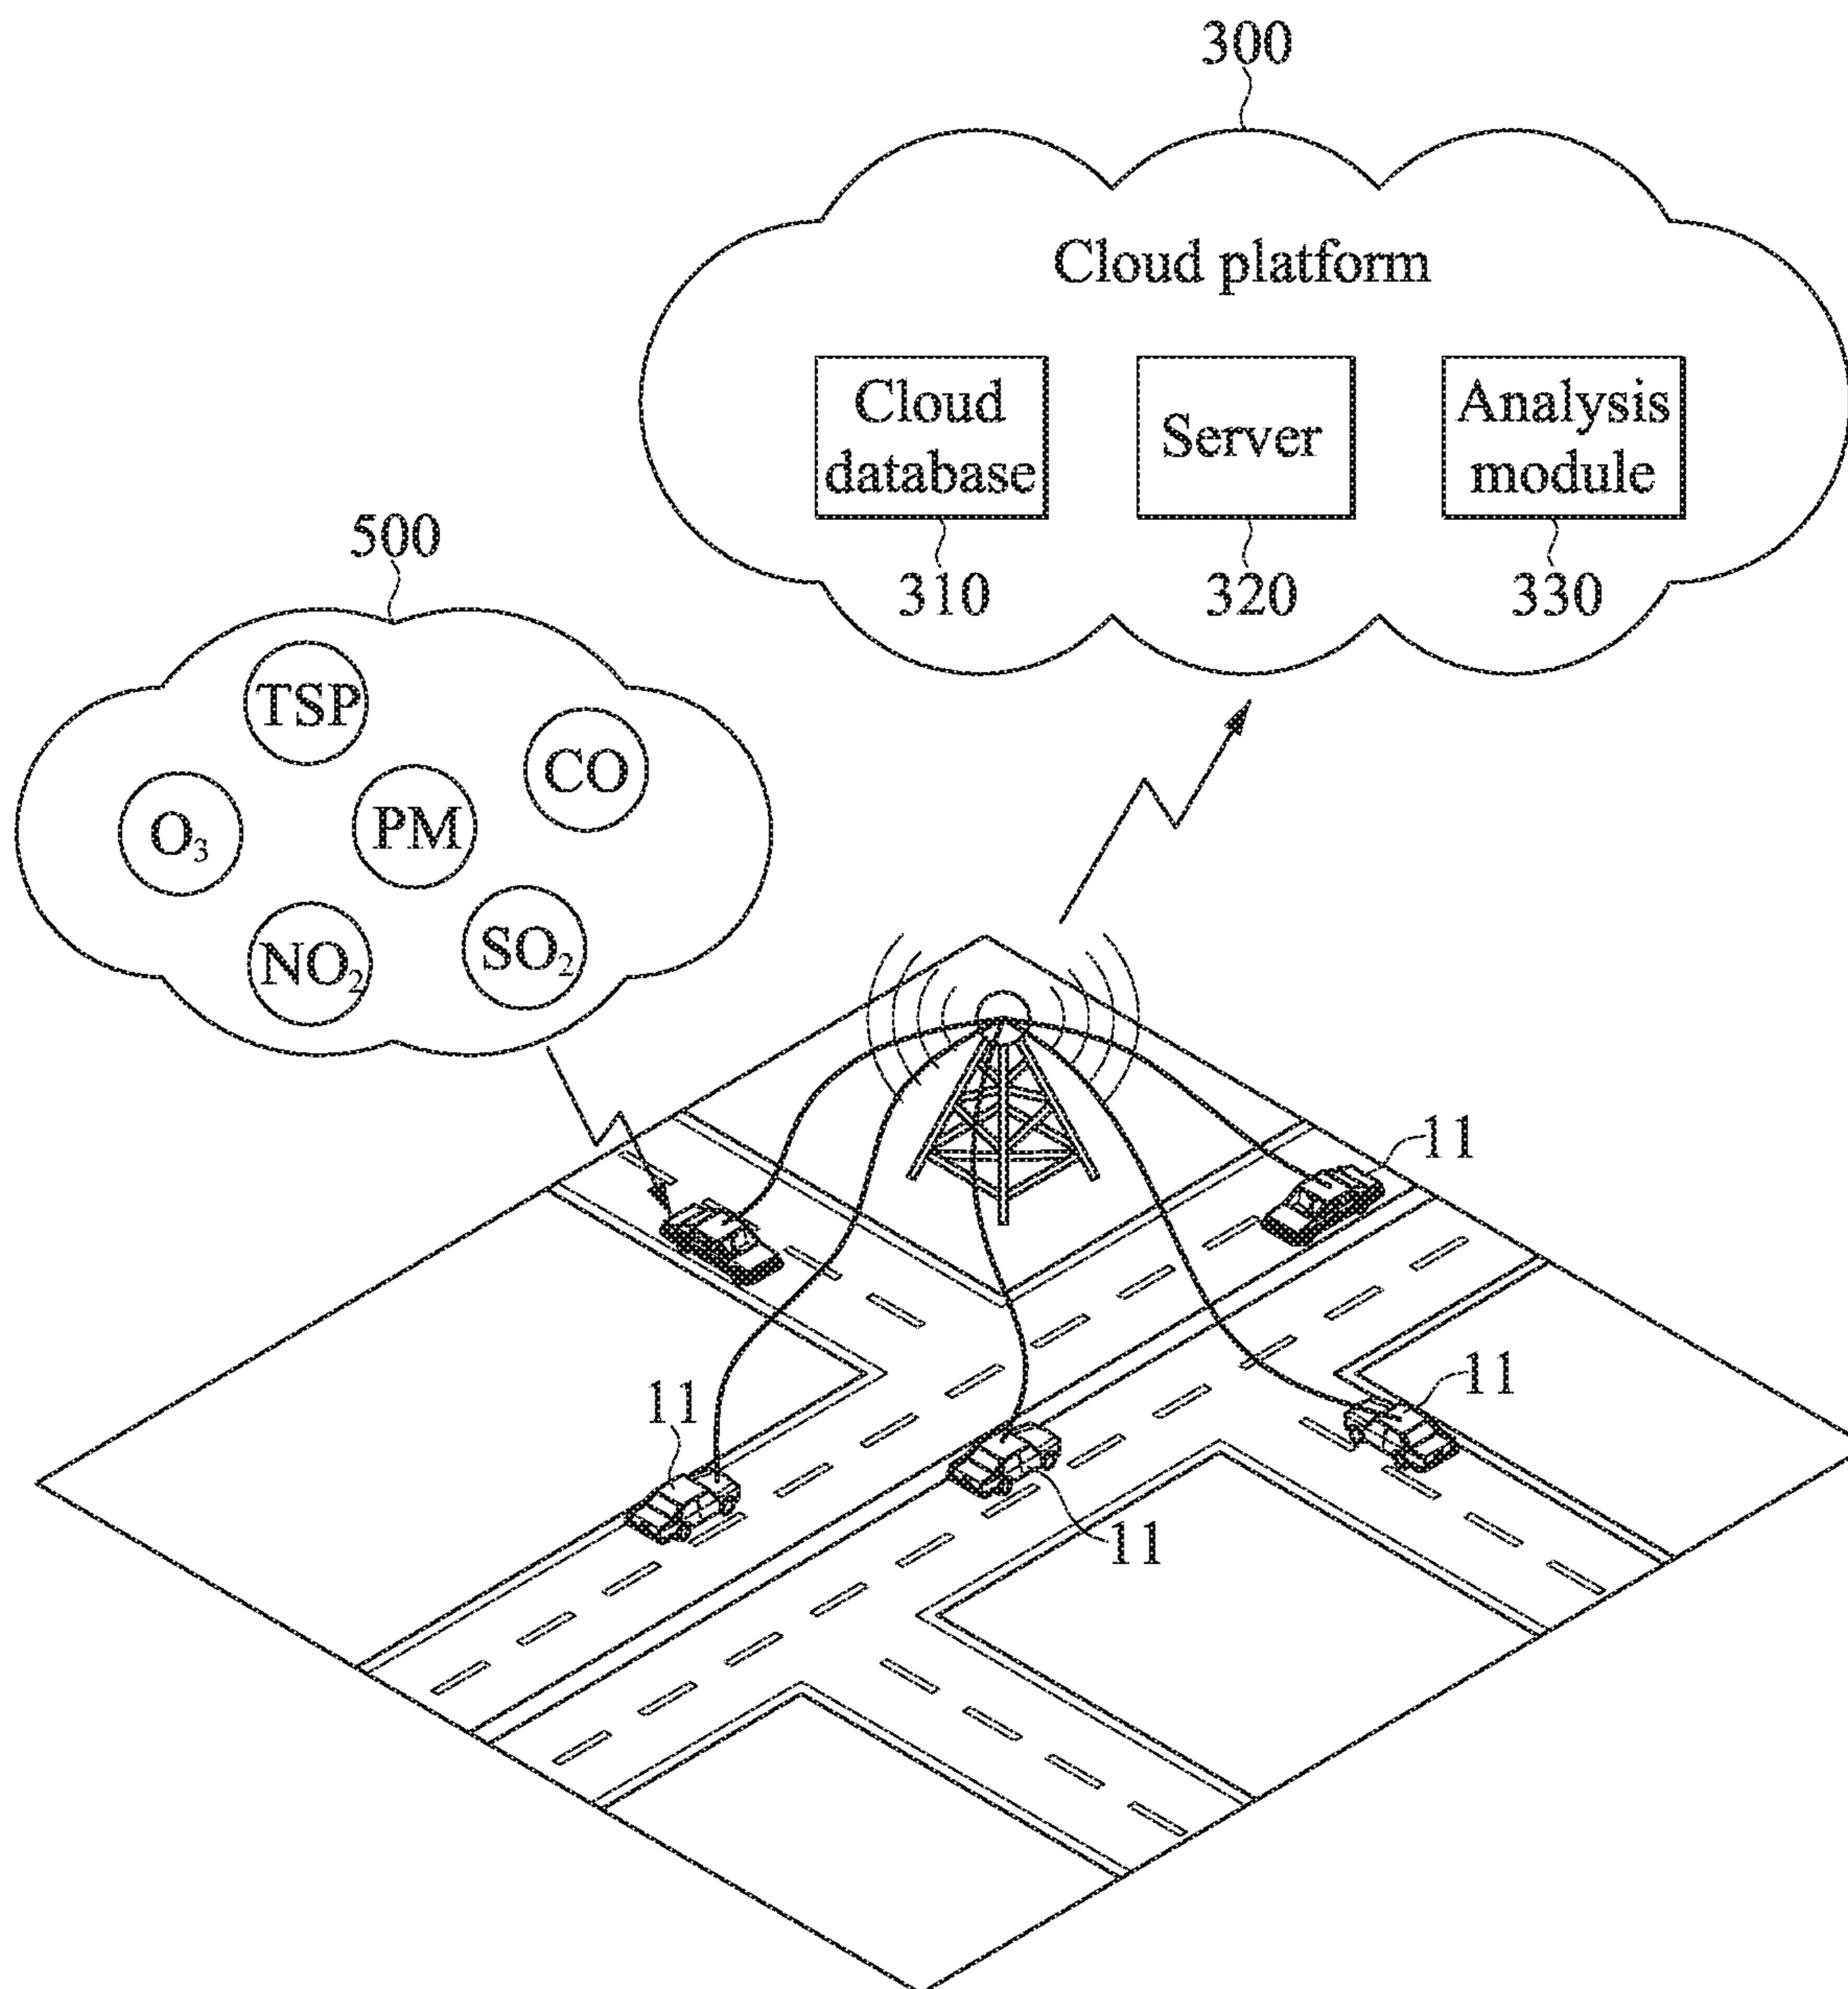 300
Cloud platform
Cloud
database
Server
Analysis
module
310
320
330
500
TSP
CO
O₃
PM
NO₂
SO₂
11
11
11
11